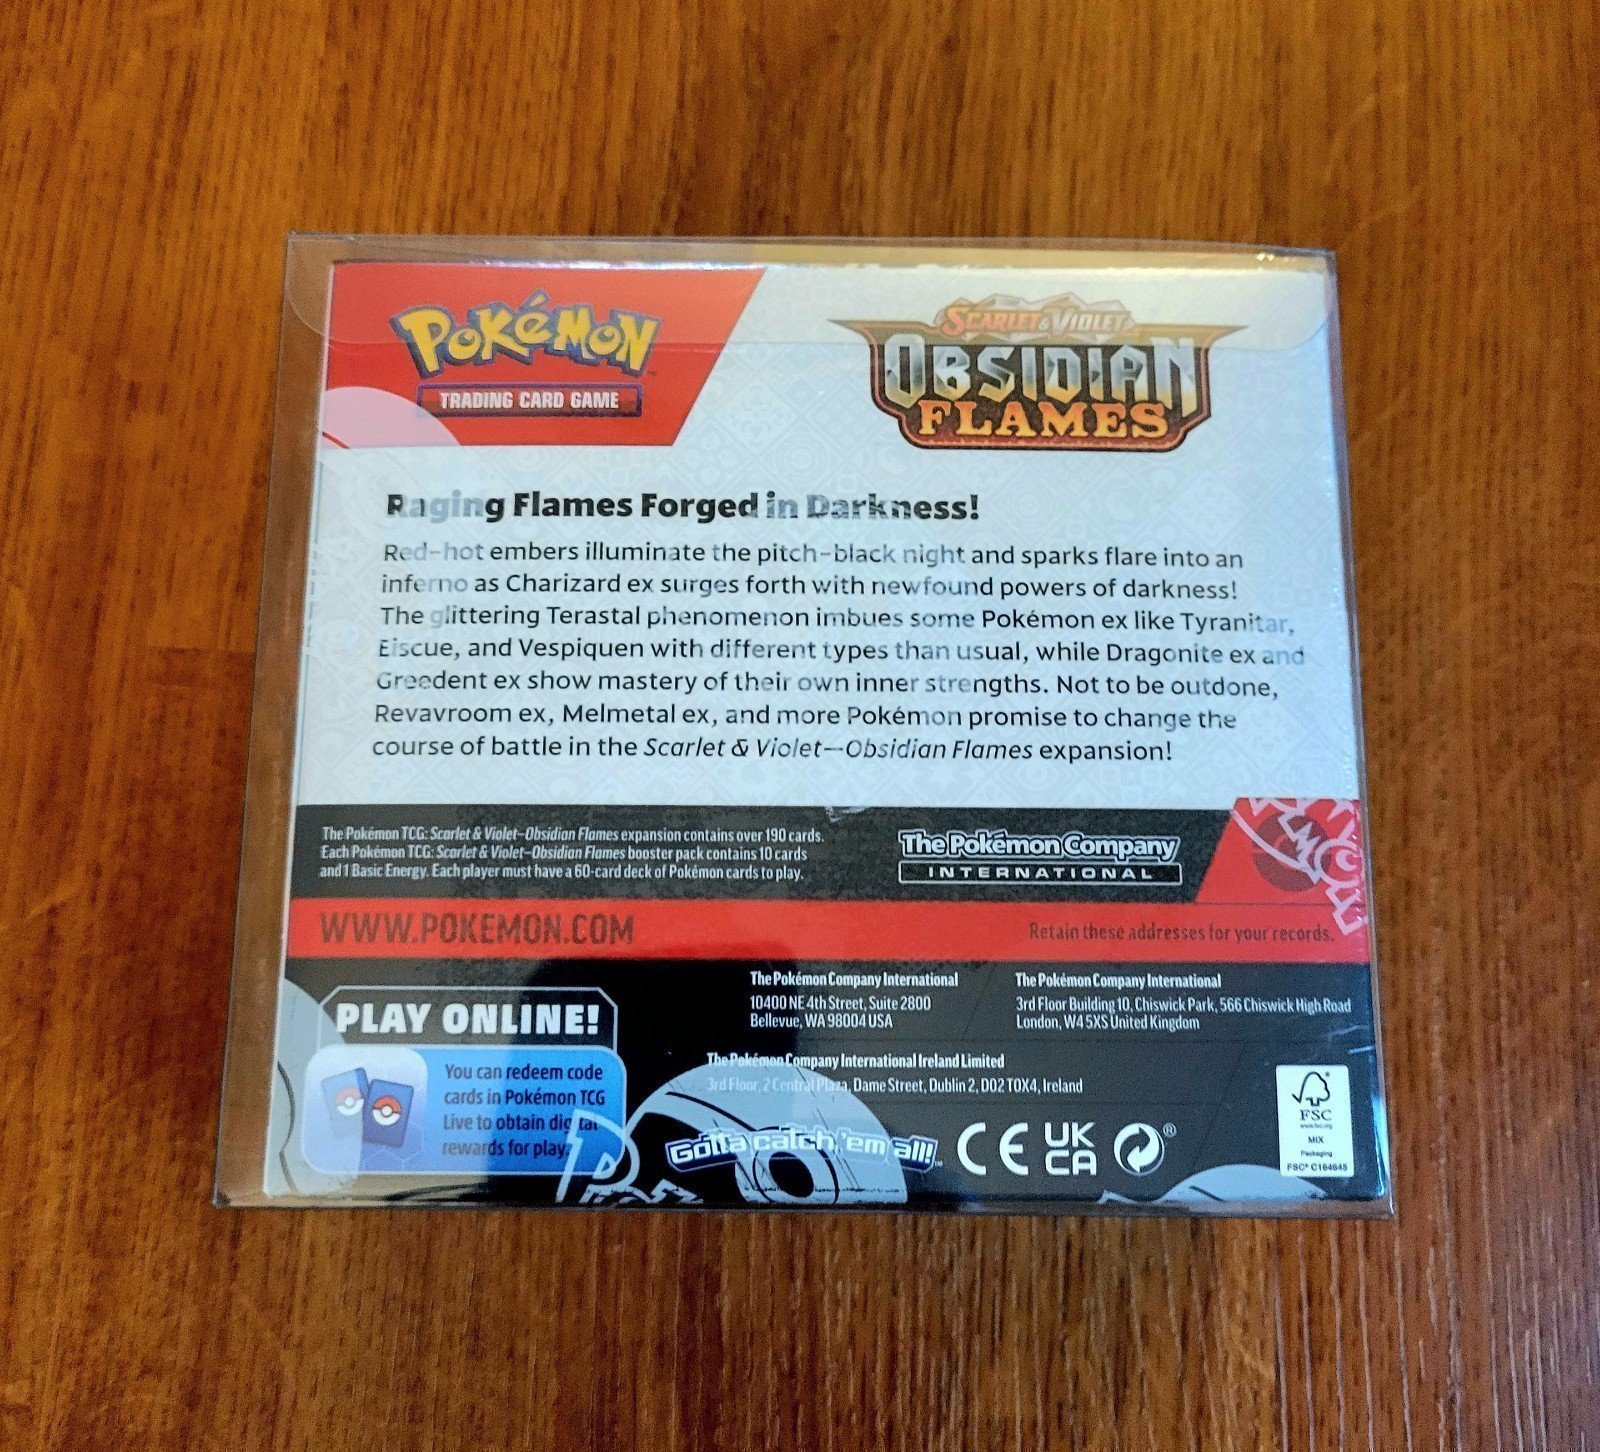 POKéMON
TRADING CARD GAME
SCARLET & VIOLET
OBSIDIAN
FLAMES
Raging Flames Forged in Darkness!
Red-hot embers illuminate the pitch-black night and sparks flare into an
inferno as Charizard ex surges forth with newfound powers of darkness!
The glittering Terastal phenomenon imbues some Pokémon ex like Tyranitar,
Eiscue, and Vespiquen with different types than usual, while Dragonite ex and
Greedent ex show mastery of their own inner strengths. Not to be outdone,
Revavroom ex, Melmetal ex, and more Pokémon promise to change the
course of battle in the Scarlet & Violet—Obsidian Flames expansion!
The Pokémon TCG: Scarlet & Violet—Obsidian Flames expansion contains over 190 cards.
Each Pokémon TCG: Scarlet & Violet—Obsidian Flames booster pack contains 10 cards
and 1 Basic Energy. Each player must have a 60-card deck of Pokémon cards to play.
The Pokémon Company
INTERNATIONAL
WWW.POKEMON.COM
Retain these addresses for your records.
PLAY ONLINE!
You can redeem code
cards in Pokémon TCG
Live to obtain digital
rewards for play.
The Pokémon Company International
10400 NE 4th Street, Suite 2800
Bellevue, WA 98004 USA
The Pokémon Company International
3rd Floor Building 10, Chiswick Park, 566 Chiswick High Road
London, W4 5XS United Kingdom
The Pokémon Company International Ireland Limited
3rd Floor, 2 Central Plaza, Dame Street, Dublin 2, D02 T0X4, Ireland
Gotta catch 'em all!™
CE
UK
CA
®
FSC
www.fsc.org
MIX
Packaging
FSC® C164645